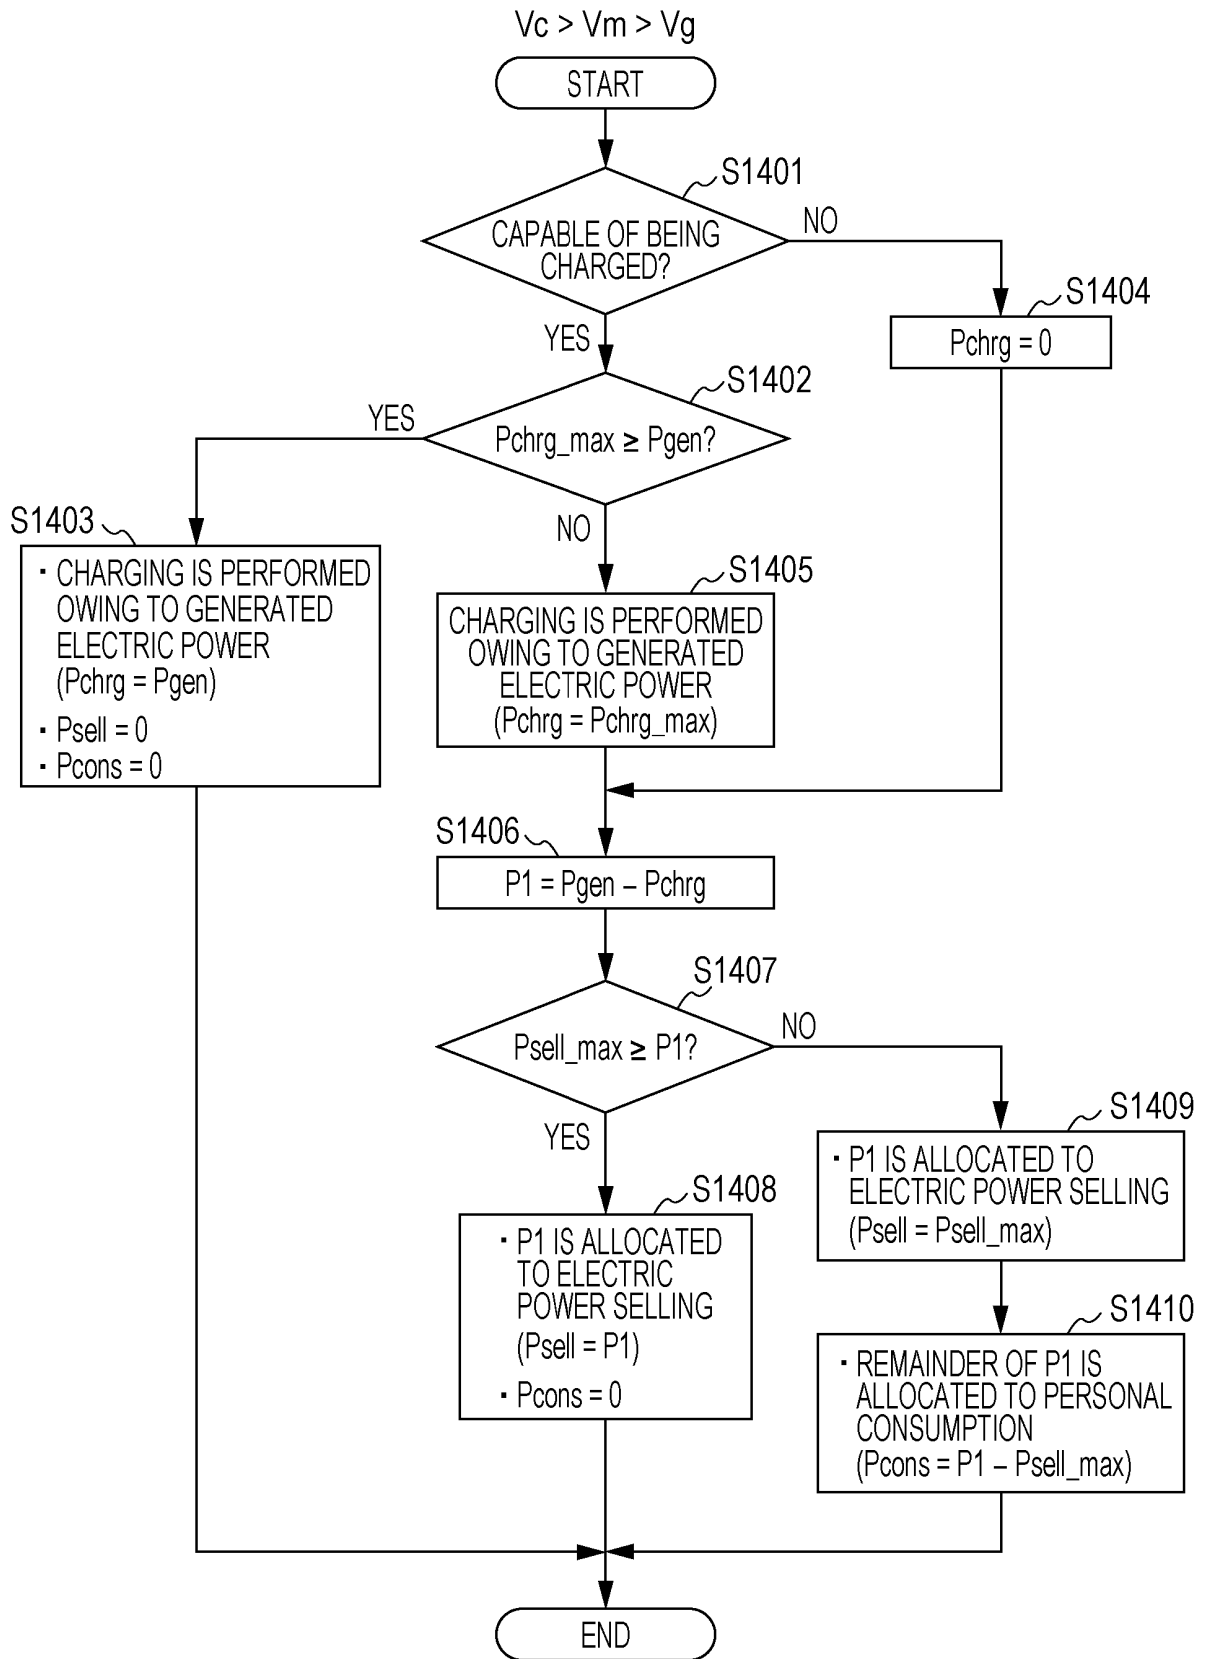 Vc > Vm > Vg
START
S1401
CAPABLE OF BEING
CHARGED?
NO
S1404
Pchrg = 0
YES
S1402
Pchrg_max ≥ Pgen?
YES
NO
S1403
· CHARGING IS PERFORMED
OWING TO GENERATED
ELECTRIC POWER
(Pchrg = Pgen)
· Psell = 0
· Pcons = 0
S1405
CHARGING IS PERFORMED
OWING TO GENERATED
ELECTRIC POWER
(Pchrg = Pchrg_max)
S1406
P1 = Pgen – Pchrg
S1407
Psell_max ≥ P1?
NO
YES
S1408
· P1 IS ALLOCATED
TO ELECTRIC
POWER SELLING
(Psell = P1)
· Pcons = 0
S1409
· P1 IS ALLOCATED TO
ELECTRIC POWER SELLING
(Psell = Psell_max)
S1410
· REMAINDER OF P1 IS
ALLOCATED TO PERSONAL
CONSUMPTION
(Pcons = P1 – Psell_max)
END